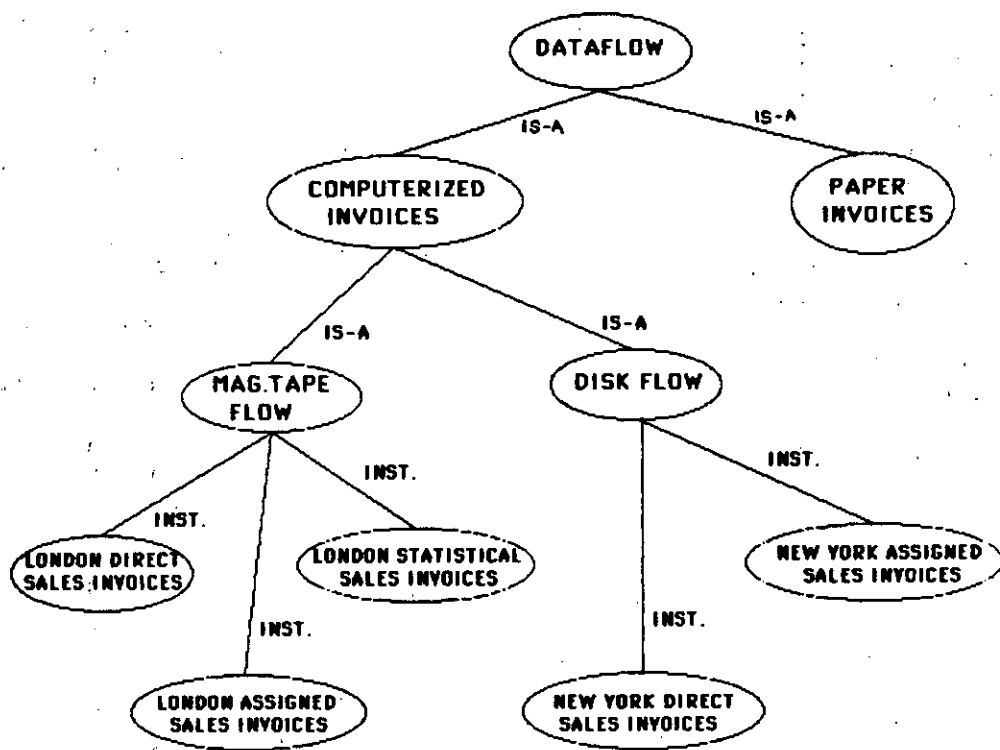 DATAFLOW
IS-A
IS-A
COMPUTERIZED
INVOICES
PAPER
INVOICES
IS-A
IS-A
MAG.TAPE
FLOW
DISK FLOW
INST.
INST.
INST.
LONDON DIRECT
SALES INVOICES
LONDON STATISTICAL
SALES INVOICES
NEW YORK ASSIGNED
SALES INVOICES
INST.
INST.
LONDON ASSIGNED
SALES INVOICES
NEW YORK DIRECT
SALES INVOICES